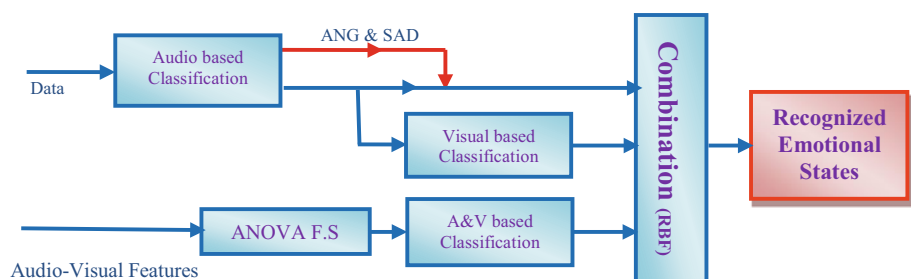 ANG & SAD
Audio based
Classification
Data
Visual based
Classification
ANOVA F.S
A&V based
Classification
Audio-Visual Features
Combination (RBF)
Recognized
Emotional
States